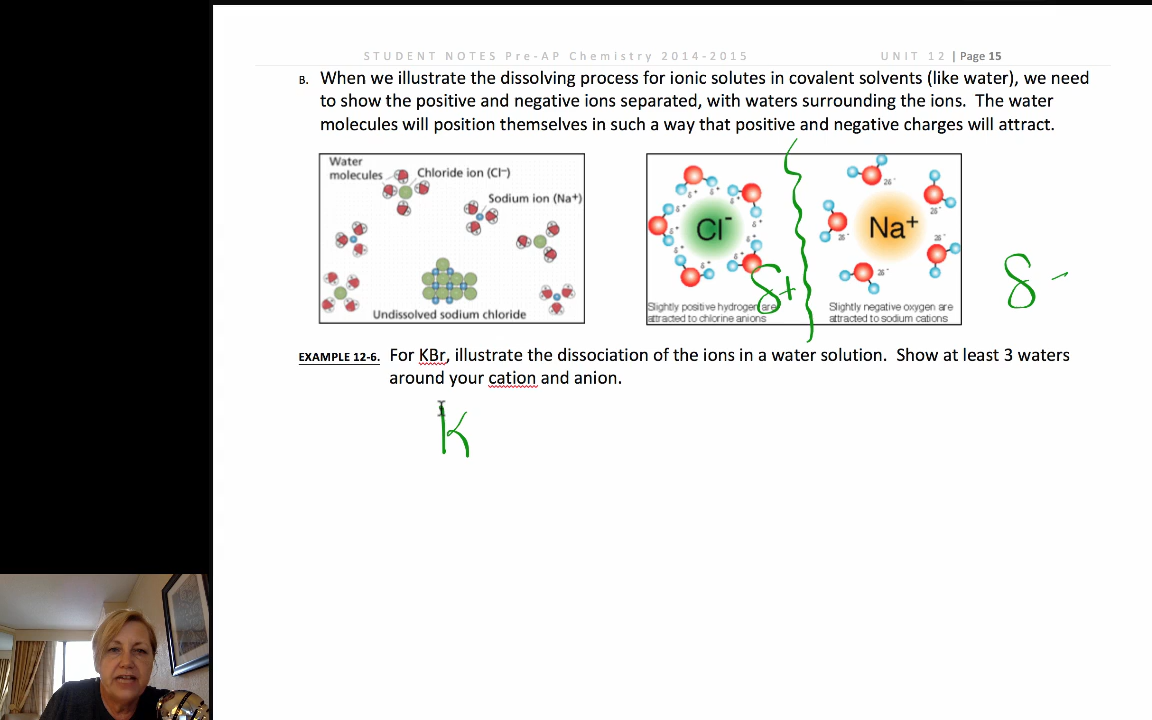 STUDENT NOTES Pre-AP Chemistry 2014-2015 UNIT 12 | Page 15
B. When we illustrate the dissolving process for ionic solutes in covalent solvents (like water), we need
to show the positive and negative ions separated, with waters surrounding the ions. The water
molecules will position themselves in such a way that positive and negative charges will attract.
Water
molecules
Chloride ion (Cl⁻)
Sodium ion (Na⁺)
Undissolved sodium chloride
δ⁺ δ⁺
δ⁺ δ⁺
δ⁺ δ⁺
δ⁺ δ⁺
δ⁺ δ⁺
Cl⁻
Slightly positive hydrogen are
attracted to chlorine anions
δ+
2δ⁻
2δ⁻
2δ⁻
2δ⁻
2δ⁻
Na⁺
Slightly negative oxygen are
attracted to sodium cations
δ-
EXAMPLE 12-6. For KBr, illustrate the dissociation of the ions in a water solution. Show at least 3 waters
around your cation and anion.
K